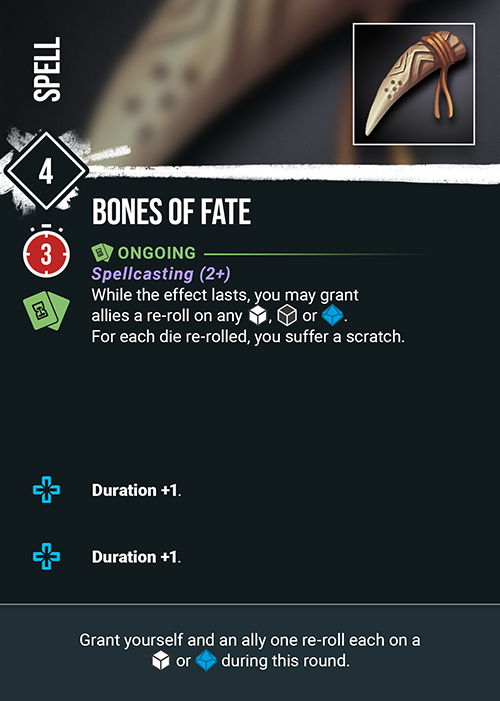 SPELL
4
BONES OF FATE
3
ONGOING
Spellcasting (2+)
While the effect lasts, you may grant
allies a re-roll on any , or .
For each die re-rolled, you suffer a scratch.
Duration +1.
Duration +1.
Grant yourself and an ally one re-roll each on a
or during this round.